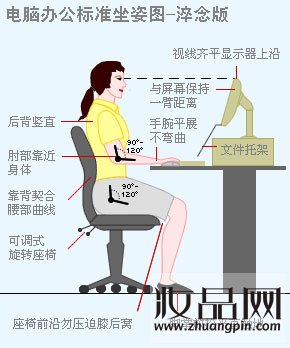 电脑办公标准坐姿图-淬念版
视线齐平显示器上沿
与屏幕保持
一臂距离
后背竖直
手腕平展
不弯曲
90°-
120°
肘部靠近
身体
文件托架
靠背契合
腰部曲线
90°-
120°
可调式
旋转座椅
座椅前沿勿压迫膝后窝
妆品网
www.zhuangpin.com